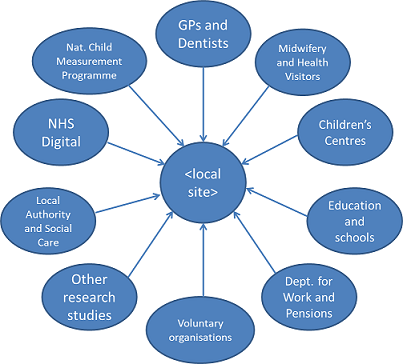 GPs and
Dentists
Midwifery
and Health
Visitors
Children's
Centres
Education
and
schools
Dept. for
Work and
Pensions
Voluntary
organisations
Other
research
studies
Local
Authority
and Social
Care
NHS
Digital
Nat. Child
Measurement
Programme
<local
site>